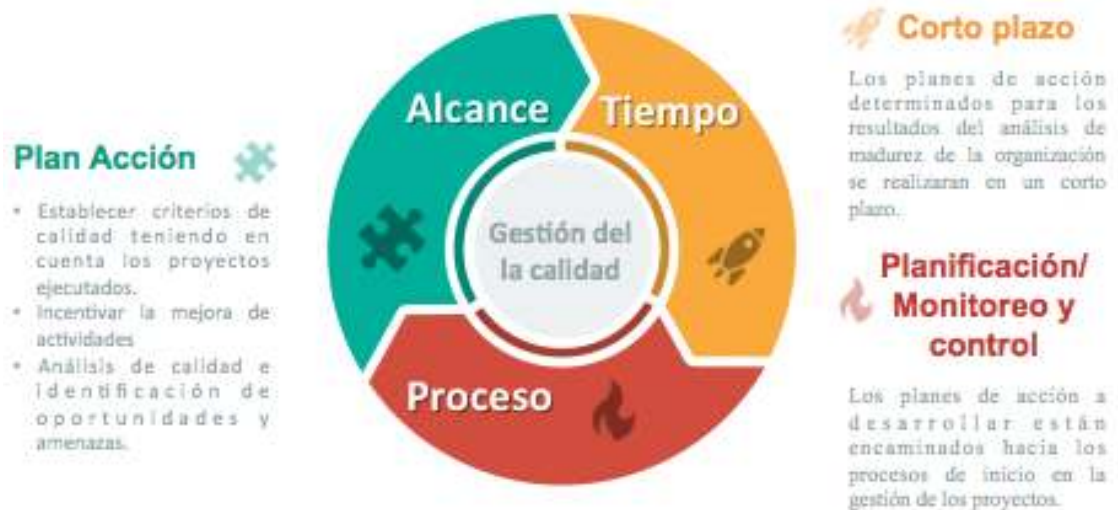 Plan Acción
• Establecer criterios de
calidad teniendo en
cuenta los proyectos
ejecutados.
• Incentivar la mejora de
actividades
• Análisis de calidad e
identificación de
oportunidades y
amenazas.
Alcance
Tiempo
Gestión del
la calidad
Proceso
Corto plazo
Los planes de acción
determinados para los
resultados del análisis de
madurez de la organización
se realizaran en un corto
plazo.
Planificación/
Monitoreo y
control
Los planes de acción a
desarrollar están
encaminados hacia los
procesos de inicio en la
gestión de los proyectos.